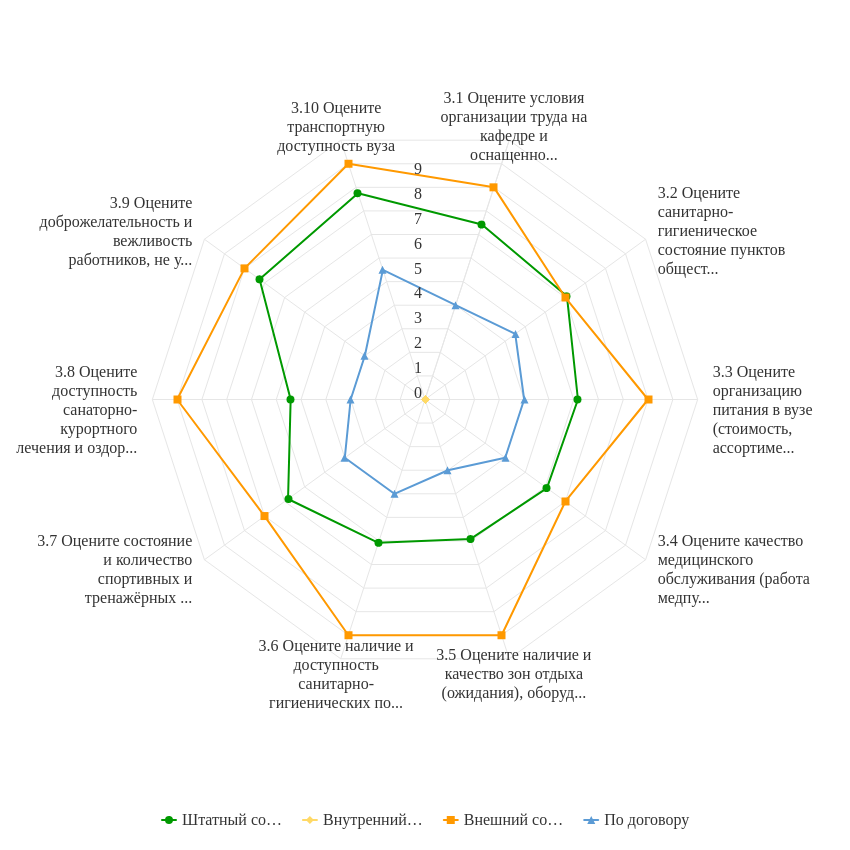 3.10 Оцените
транспортную
доступность вуза
3.1 Оцените условия
организации труда на
кафедре и
оснащенно...
3.2 Оцените
санитарно-
гигиеническое
состояние пунктов
общест...
3.3 Оцените
организацию
питания в вузе
(стоимость,
ассортиме...
3.4 Оцените качество
медицинского
обслуживания (работа
медпу...
3.5 Оцените наличие и
качество зон отдыха
(ожидания), оборуд...
3.6 Оцените наличие и
доступность
санитарно-
гигиенических по...
3.7 Оцените состояние
и количество
спортивных и
тренажёрных ...
3.8 Оцените
доступность
санаторно-
курортного
лечения и оздор...
3.9 Оцените
доброжелательность и
вежливость
работников, не у...
9
8
7
6
5
4
3
2
1
0
Штатный со… Внутренний… Внешний со… По договору